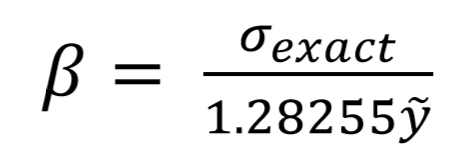 β = σ_exact / 1.28255ỹ